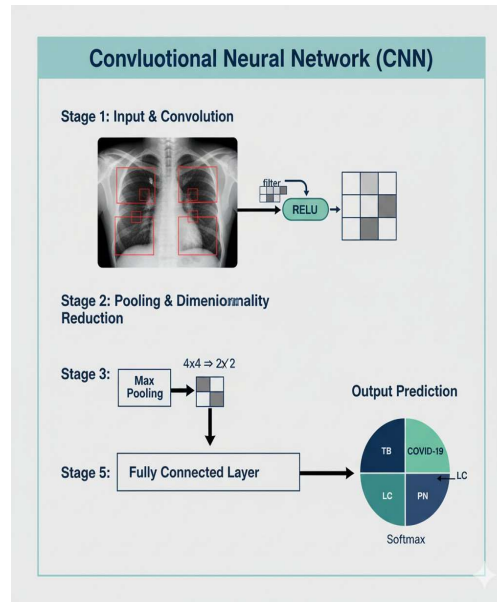 Convluotional Neural Network (CNN)
Stage 1: Input & Convolution
filter
RELU
Stage 2: Pooling & Dimenionmality
Reduction
Stage 3:
Max
Pooling
4x4 ⇒ 2x2
Output Prediction
TB
COVID-19
LC
PN
LC
Stage 5:
Fully Connected Layer
Softmax